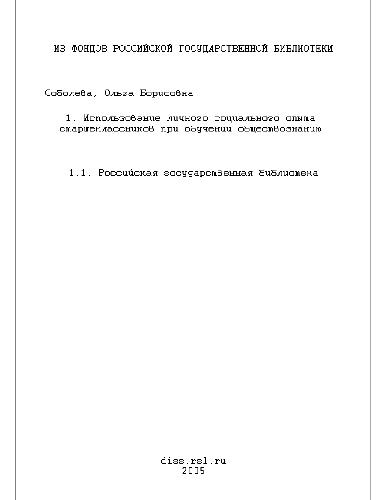 ИЗ ФОНДОВ РОССИЙСКОЙ ГОСУДАРСТВЕННОЙ БИБЛИОТЕКИ
Соболева, Ольга Борисовна
1. Использование личного социального опыта
старшеклассников при обучении обществознанию
1.1. Российская государственная библиотека
diss.rsl.ru
2005